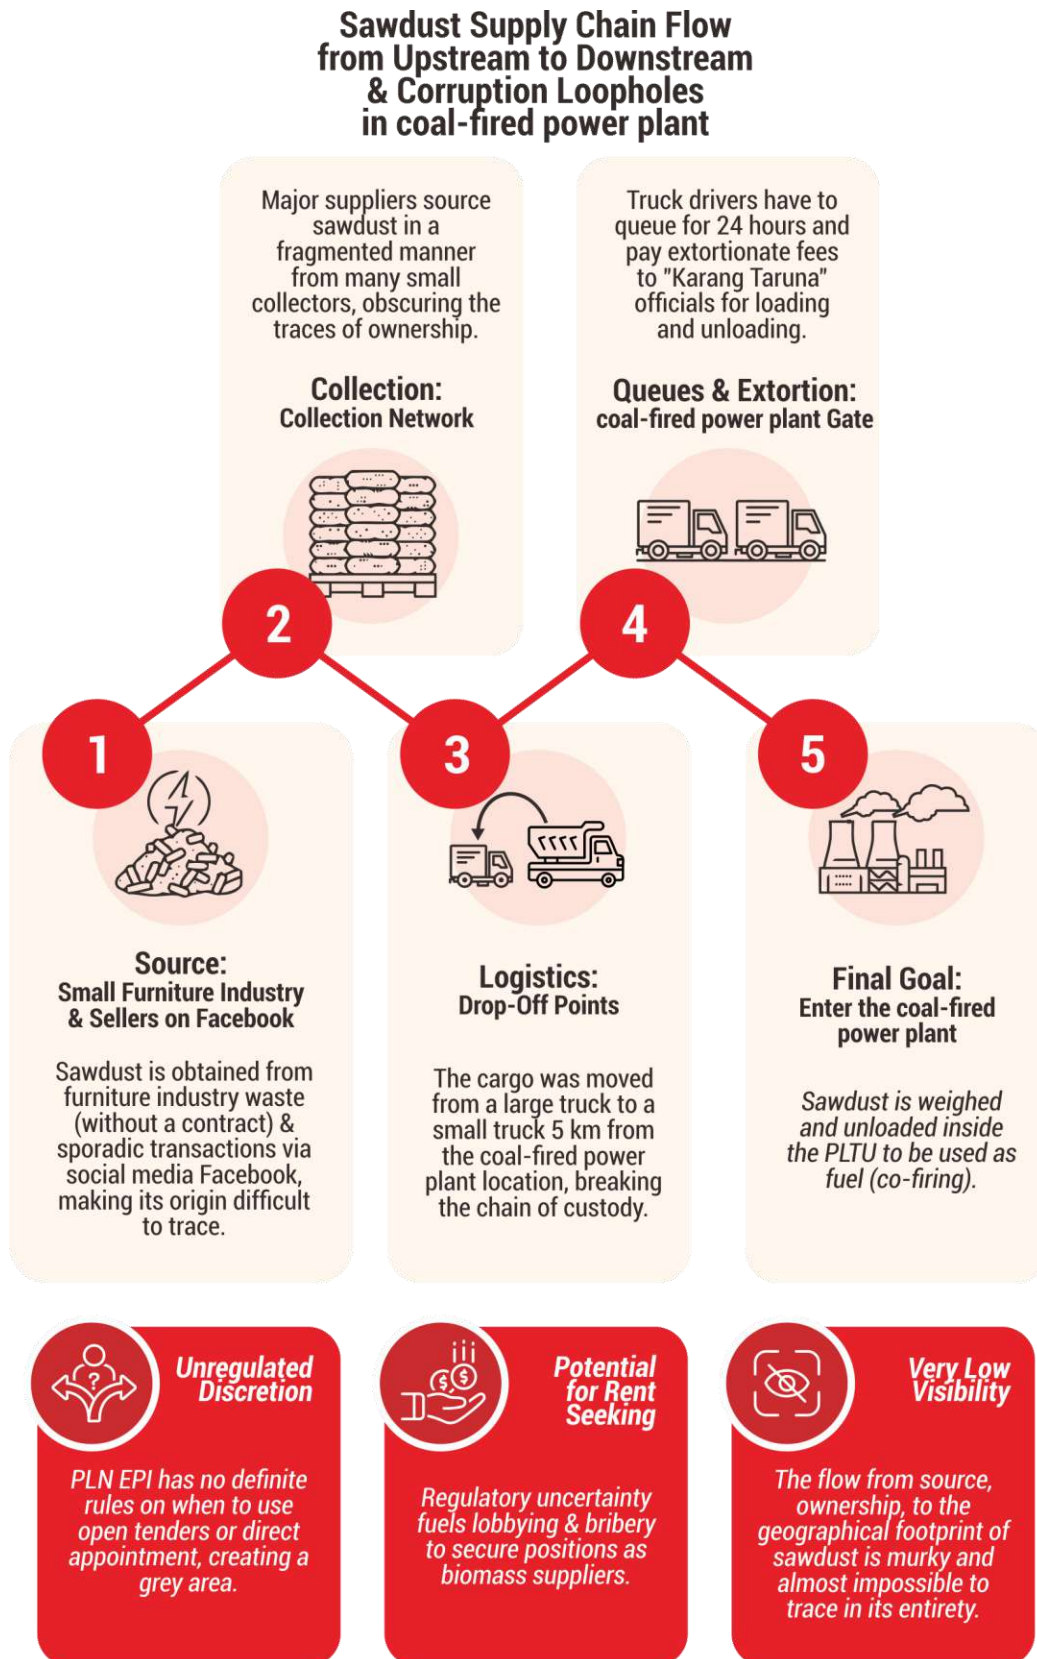 Sawdust Supply Chain Flow
from Upstream to Downstream
& Corruption Loopholes
in coal-fired power plant
1
Source:
Small Furniture Industry
& Sellers on Facebook
Sawdust is obtained from
furniture industry waste
(without a contract) &
sporadic transactions via
social media Facebook,
making its origin difficult
to trace.
Major suppliers source
sawdust in a
fragmented manner
from many small
collectors, obscuring the
traces of ownership.
Collection:
Collection Network
2
3
Logistics:
Drop-Off Points
The cargo was moved
from a large truck to a
small truck 5 km from
the coal-fired power
plant location, breaking
the chain of custody.
Truck drivers have to
queue for 24 hours and
pay extortionate fees
to "Karang Taruna"
officials for loading
and unloading.
Queues & Extortion:
coal-fired power plant Gate
4
5
Final Goal:
Enter the coal-fired
power plant
Sawdust is weighed
and unloaded inside
the PLTU to be used as
fuel (co-firing).
?
Unregulated
Discretion
PLN EPI has no definite
rules on when to use
open tenders or direct
appointment, creating a
grey area.
$ $
Potential
for Rent
Seeking
Regulatory uncertainty
fuels lobbying & bribery
to secure positions as
biomass suppliers.
Very Low
Visibility
The flow from source,
ownership, to the
geographical footprint of
sawdust is murky and
almost impossible to
trace in its entirety.